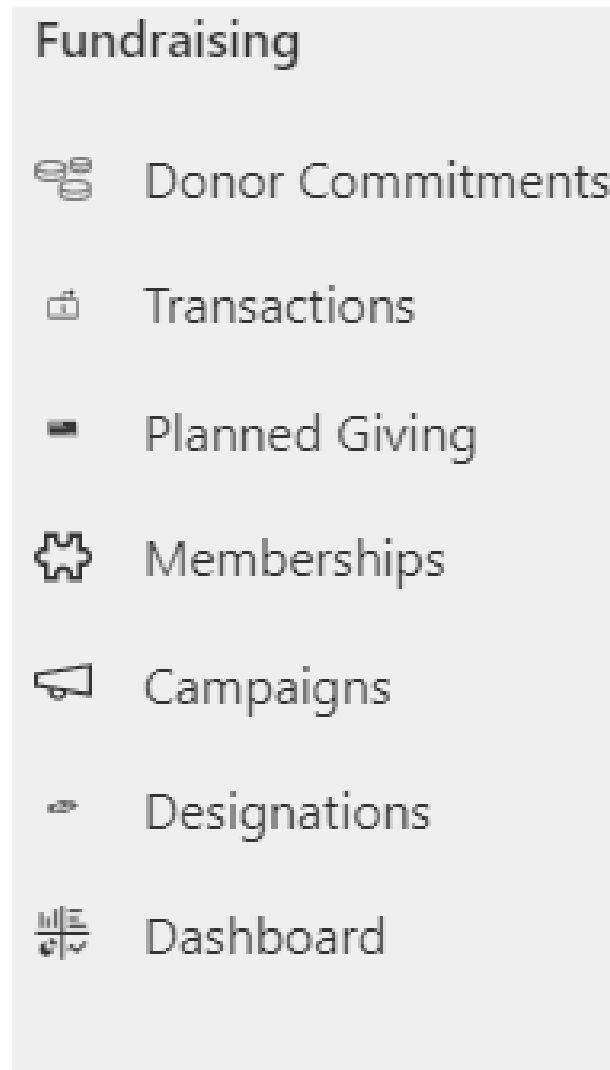 Fundraising
Donor Commitments
Transactions
Planned Giving
Memberships
Campaigns
Designations
Dashboard